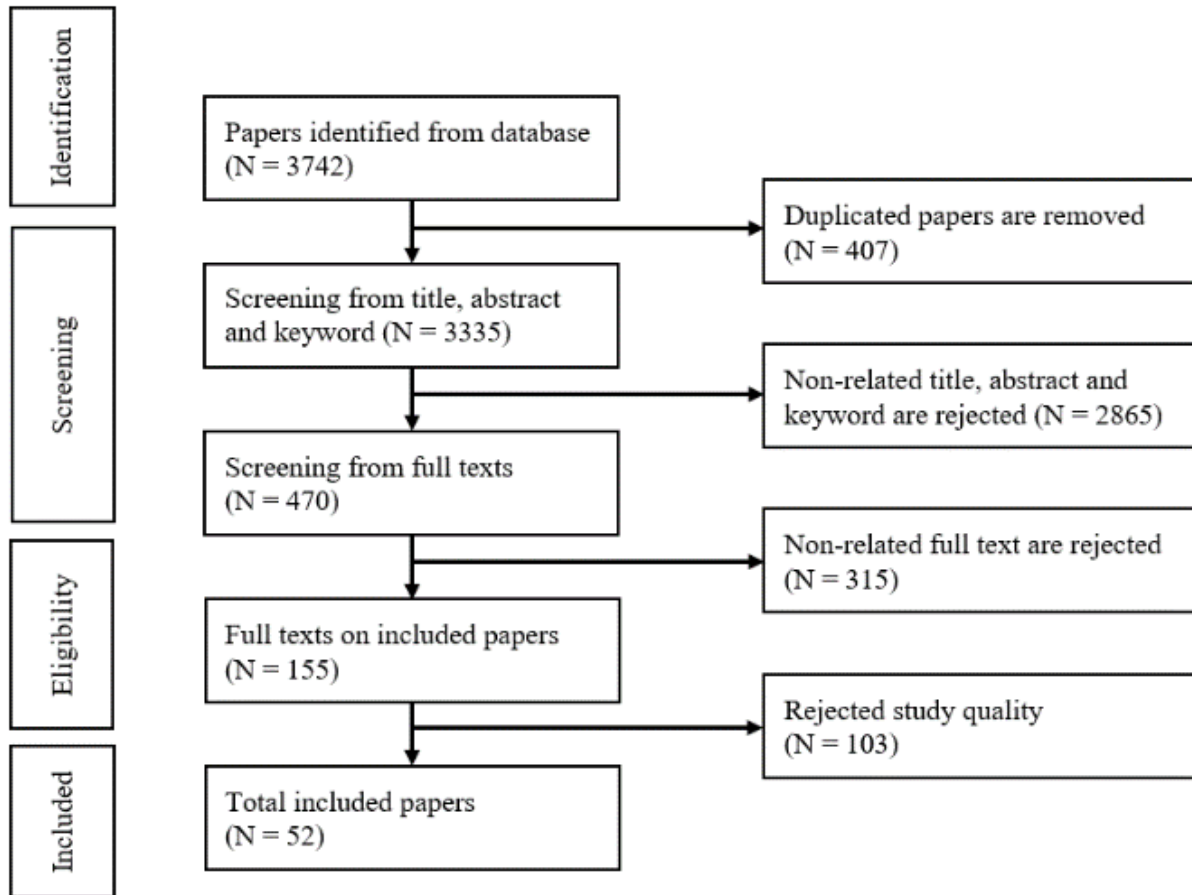 Identification
Papers identified from database
(N = 3742)
Duplicated papers are removed
(N = 407)
Screening
Screening from title, abstract
and keyword (N = 3335)
Non-related title, abstract and
keyword are rejected (N = 2865)
Screening from full texts
(N = 470)
Non-related full text are rejected
(N = 315)
Eligibility
Full texts on included papers
(N = 155)
Rejected study quality
(N = 103)
Included
Total included papers
(N = 52)